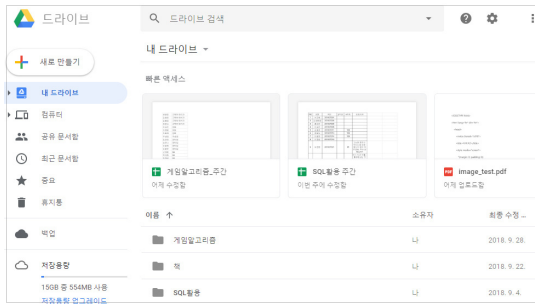 드라이브
드라이브 검색
새로 만들기
내 드라이브
컴퓨터
공유 문서함
최근 문서함
중요
휴지통
백업
저장용량
15GB 중 554MB 사용
저장용량 업그레이드
내 드라이브
빠른 액세스
게임알고리즘_주간
어제 수정함
SQL활용 주간
이번 주에 수정함
image_test.pdf
어제 업로드함
이름
소유자
최종 수정 ...
게임알고리즘
나
2018. 9. 28.
책
나
2018. 9. 22.
SQL활용
나
2018. 9. 4.